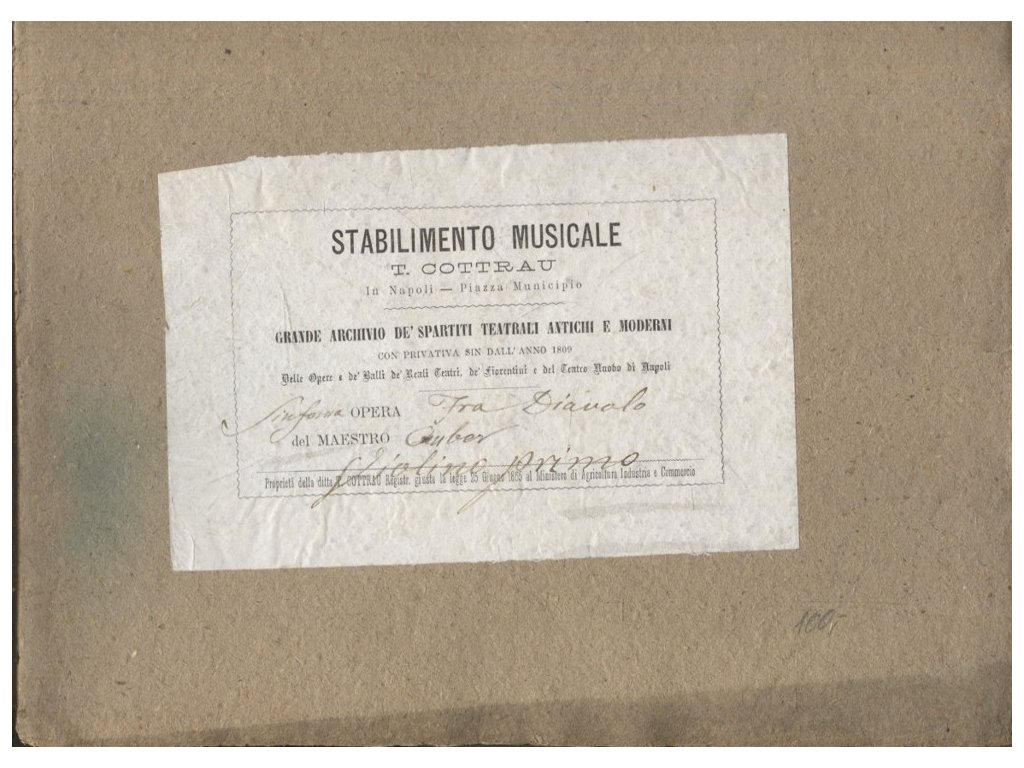 STABILIMENTO MUSICALE
T. COTTRAU
In Napoli — Piazza Municipio
GRANDE ARCHIVIO DE' SPARTITI TEATRALI ANTICHI E MODERNI
CON PRIVATIVA SIN DALL'ANNO 1809
Delle Opere e de' Balli de' Reali Teatri, de' Fiorentini e del Teatro Nuovo di Napoli
Sinfonia OPERA Fra Diavolo
del MAESTRO Auber
Violino primo
Proprietà della ditta T. COTTRAU Registr. giusta la legge 25 Giugno 1865 al Ministero di Agricoltura Industria e Commercio
100,-